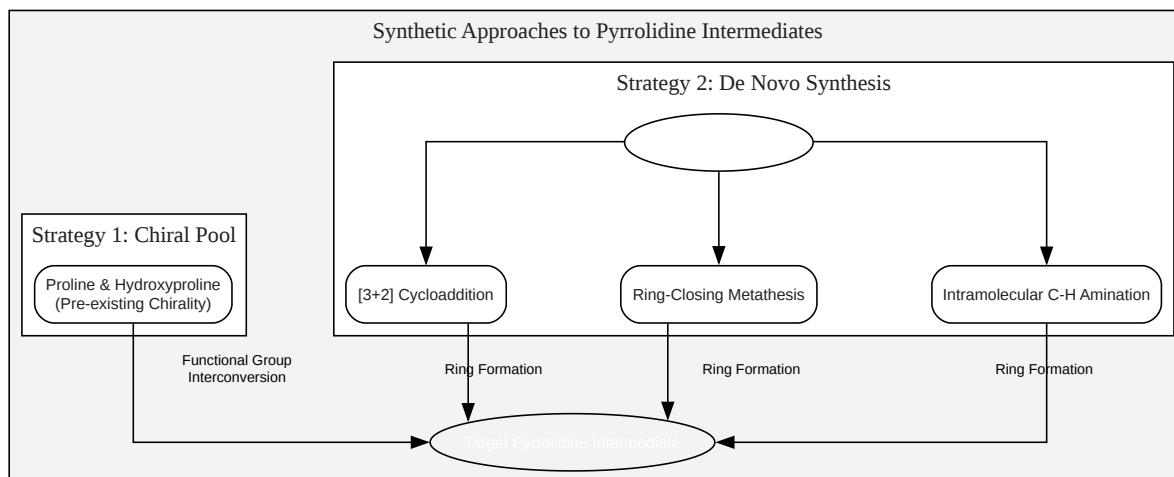 Synthetic Approaches to Pyrrolidine Intermediates
Strategy 2: De Novo Synthesis
Strategy 1: Chiral Pool
Proline & Hydroxyproline
(Pre-existing Chirality)
[3+2] Cycloaddition
Ring-Closing Metathesis
Intramolecular C-H Amination
Functional Group
Interconversion
Ring Formation
Ring Formation
Ring Formation
Target Pyrrolidine Intermediate